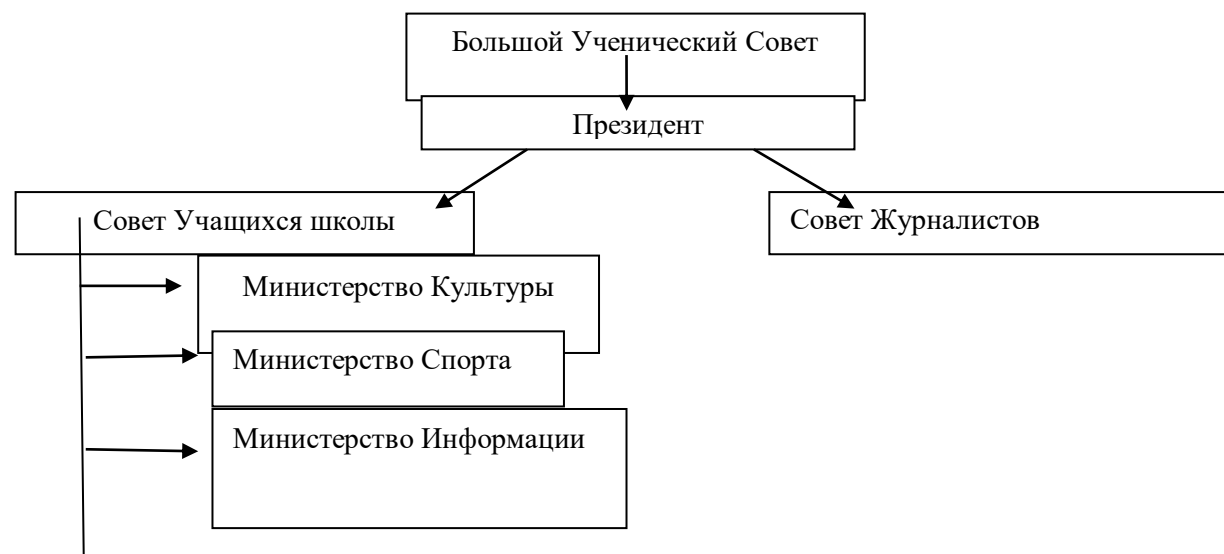 Большой Ученический Совет
Президент
Совет Учащихся школы
Совет Журналистов
Министерство Культуры
Министерство Спорта
Министерство Информации